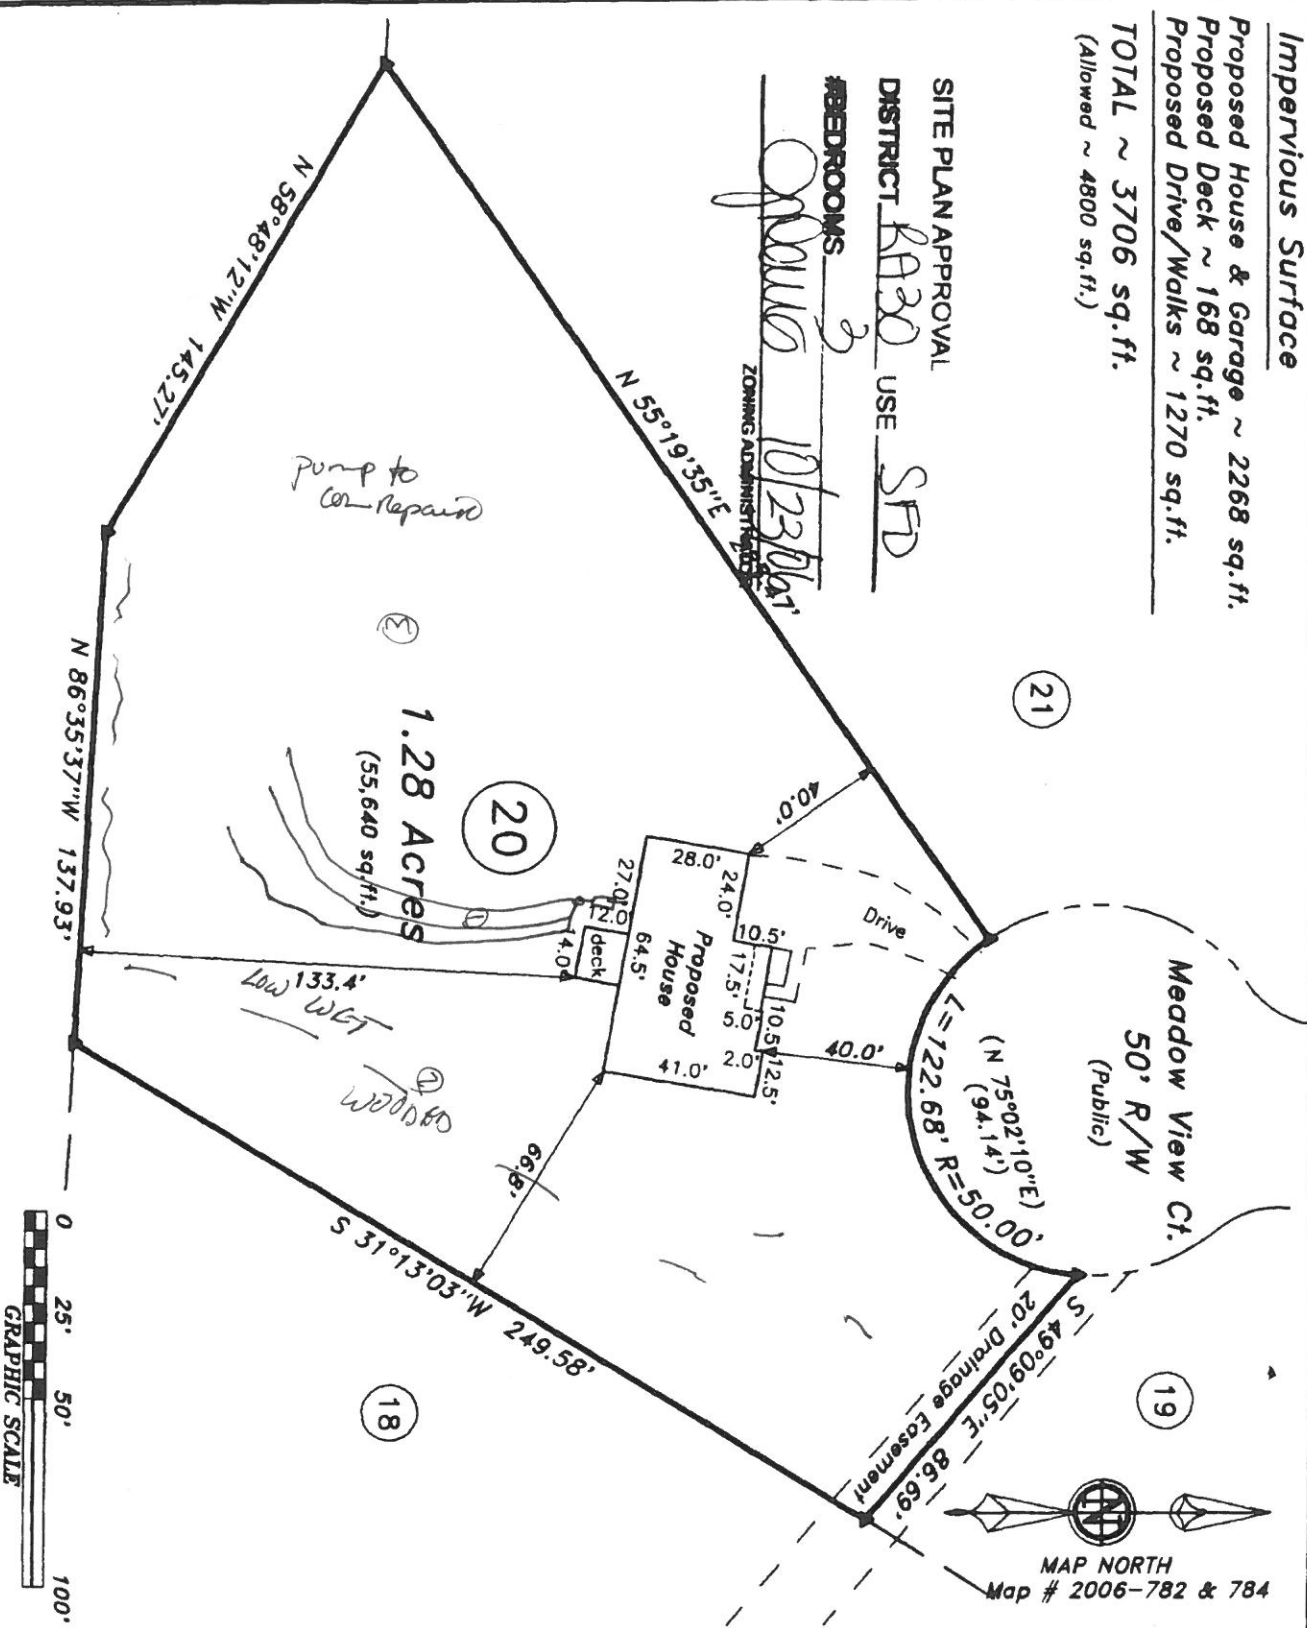 Impervious Surface
Proposed House & Garage ~ 2268 sq.ft.
Proposed Deck ~ 168 sq.ft.
Proposed Drive/Walks ~ 1270 sq.ft.
TOTAL ~ 3706 sq.ft.
(Allowed ~ 4800 sq.ft.)
SITE PLAN APPROVAL
DISTRICT RA30 USE SFD
#BEDROOMS 3
10/23/06
ZONING ADMINISTRATOR
N 55°19'35"E
N 58°48'12"W 145.27'
N 86°35'37"W 137.93'
S 31°13'03"W 249.58'
S 49°09'05"E 86.69'
20' Drainage Easement
Meadow View Ct.
50' R/W
(Public)
(N 75°02'10"E)
(94.14')
L=122.68' R=50.00'
21
19
18
20
1.28 Acres
(55,640 sq.ft.)
pump to
3
1
2
LOW WET
WOODED
Proposed
House
deck
Drive
40.0'
40.0'
28.0'
24.0'
10.5'
17.5'
5.0'
10.5'
2.0'
12.5'
41.0'
64.5'
27.0'
12.0'
14.0'
133.4'
66.8'
N
MAP NORTH
Map # 2006-782 & 784
0 25' 50' 100'
GRAPHIC SCALE